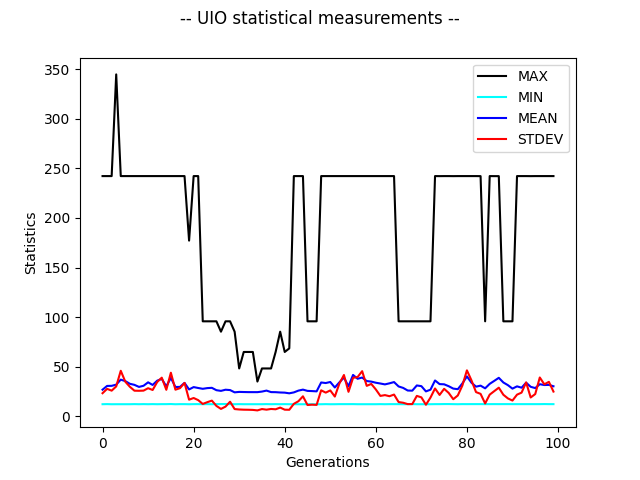 -- UIO statistical measurements --
350
300
250
200
150
100
50
0
Statistics
MAX
MIN
MEAN
STDEV
0 20 40 60 80 100
Generations